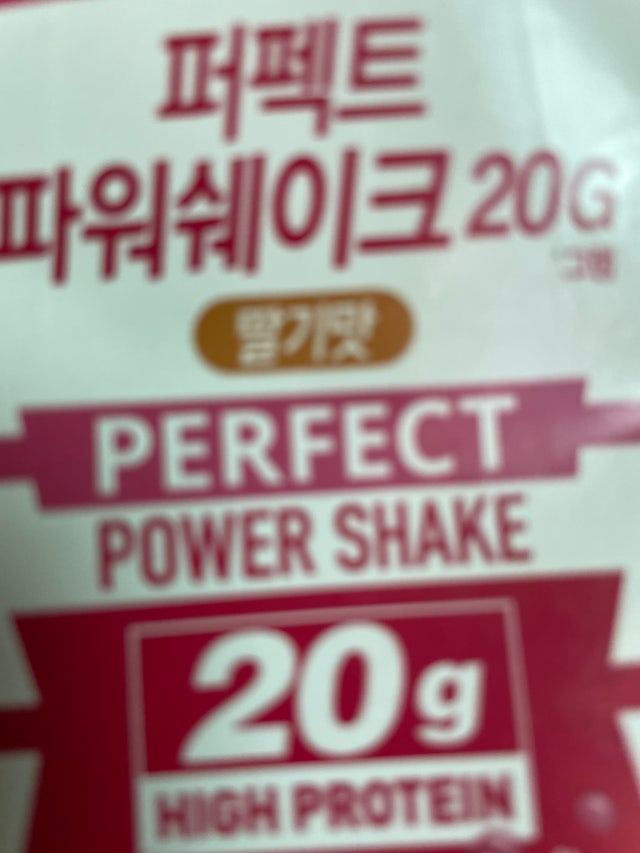 퍼펙트
파워쉐이크 20G
그램
딸기맛
PERFECT
POWER SHAKE
20g
HIGH PROTEIN